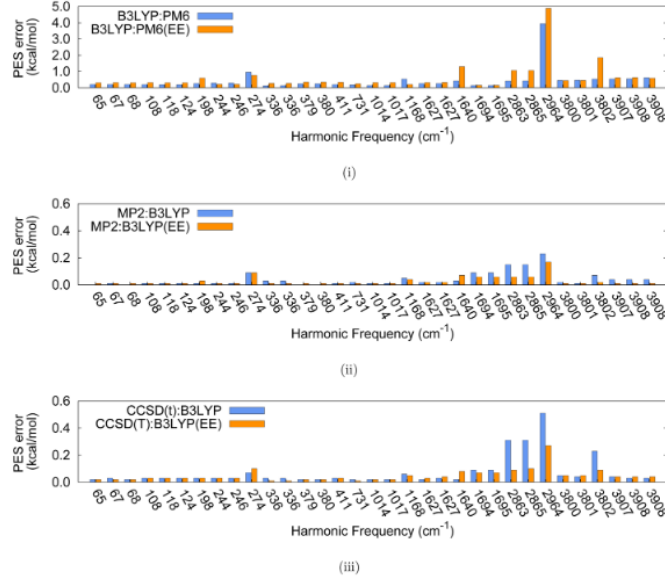 B3LYP:PM6
B3LYP:PM6(EE)
PES error
(kcal/mol)
5.0
4.0
3.0
2.0
1.0
0.0
65 67 68 108 118 124 198 244 246 274 336 336 379 380 411 731 1014 1017 1168 1627 1627 1640 1694 1695 2863 2865 2964 3800 3801 3802 3907 3908 3908
Harmonic Frequency (cm⁻¹)
(i)
MP2:B3LYP
MP2:B3LYP(EE)
PES error
(kcal/mol)
0.6
0.4
0.2
0.0
65 67 68 108 118 124 198 244 246 274 336 336 379 380 411 731 1014 1017 1168 1627 1627 1640 1694 1695 2863 2865 2964 3800 3801 3802 3907 3908 3908
Harmonic Frequency (cm⁻¹)
(ii)
CCSD(t):B3LYP
CCSD(T):B3LYP(EE)
PES error
(kcal/mol)
0.6
0.4
0.2
0.0
65 67 68 108 118 124 198 244 246 274 336 336 379 380 411 731 1014 1017 1168 1627 1627 1640 1694 1695 2863 2865 2964 3800 3801 3802 3907 3908 3908
Harmonic Frequency (cm⁻¹)
(iii)